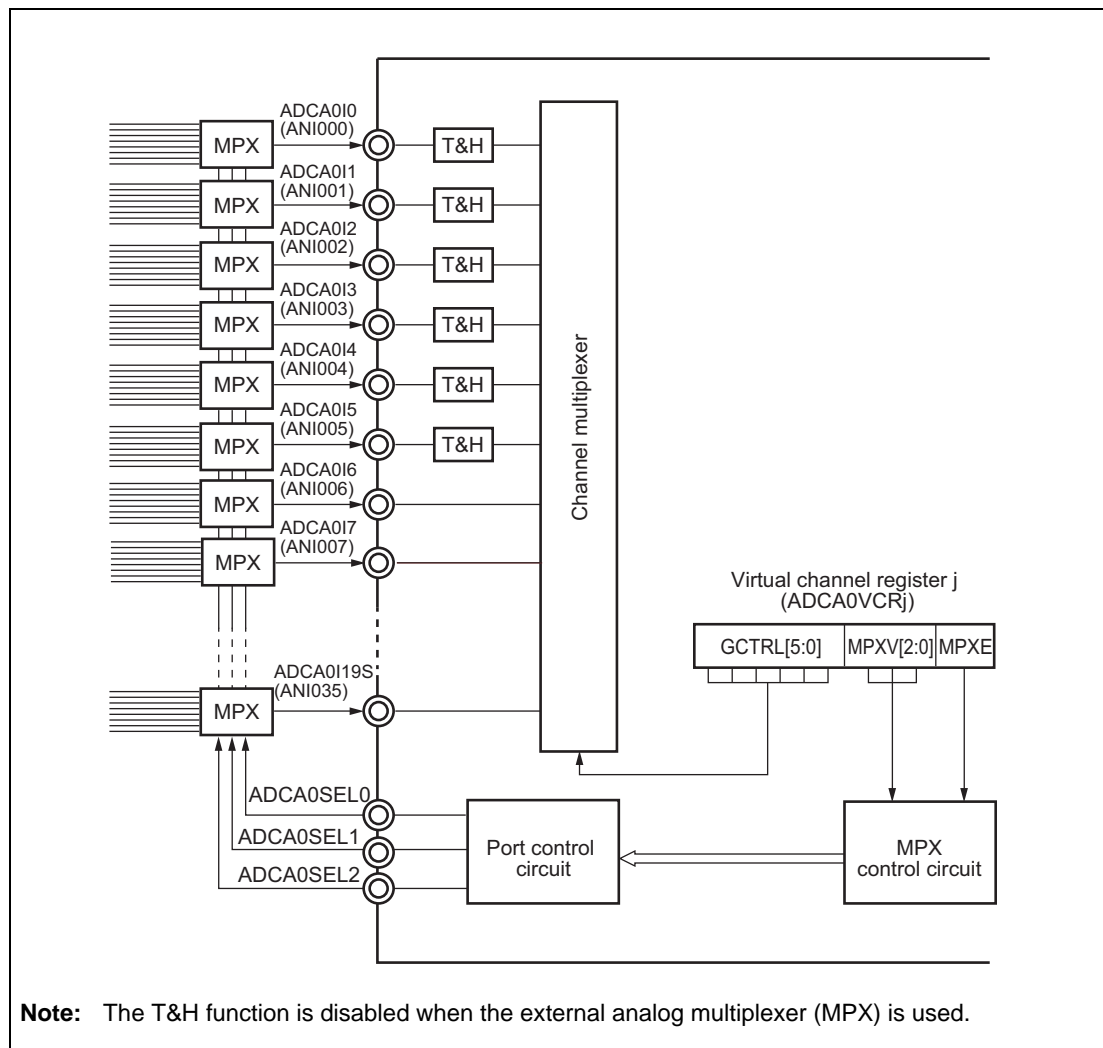 ADCA0I0
(ANI000)
MPX
T&H
ADCA0I1
(ANI001)
MPX
T&H
ADCA0I2
(ANI002)
MPX
T&H
ADCA0I3
(ANI003)
MPX
T&H
ADCA0I4
(ANI004)
MPX
T&H
ADCA0I5
(ANI005)
MPX
T&H
ADCA0I6
(ANI006)
MPX
ADCA0I7
(ANI007)
MPX
Channel multiplexer
Virtual channel register j
(ADCA0VCRj)
GCTRL[5:0] MPXV[2:0] MPXE
ADCA0I19S
(ANI035)
MPX
ADCA0SEL0
ADCA0SEL1
ADCA0SEL2
Port control
circuit
MPX
control circuit
Note: The T&H function is disabled when the external analog multiplexer (MPX) is used.